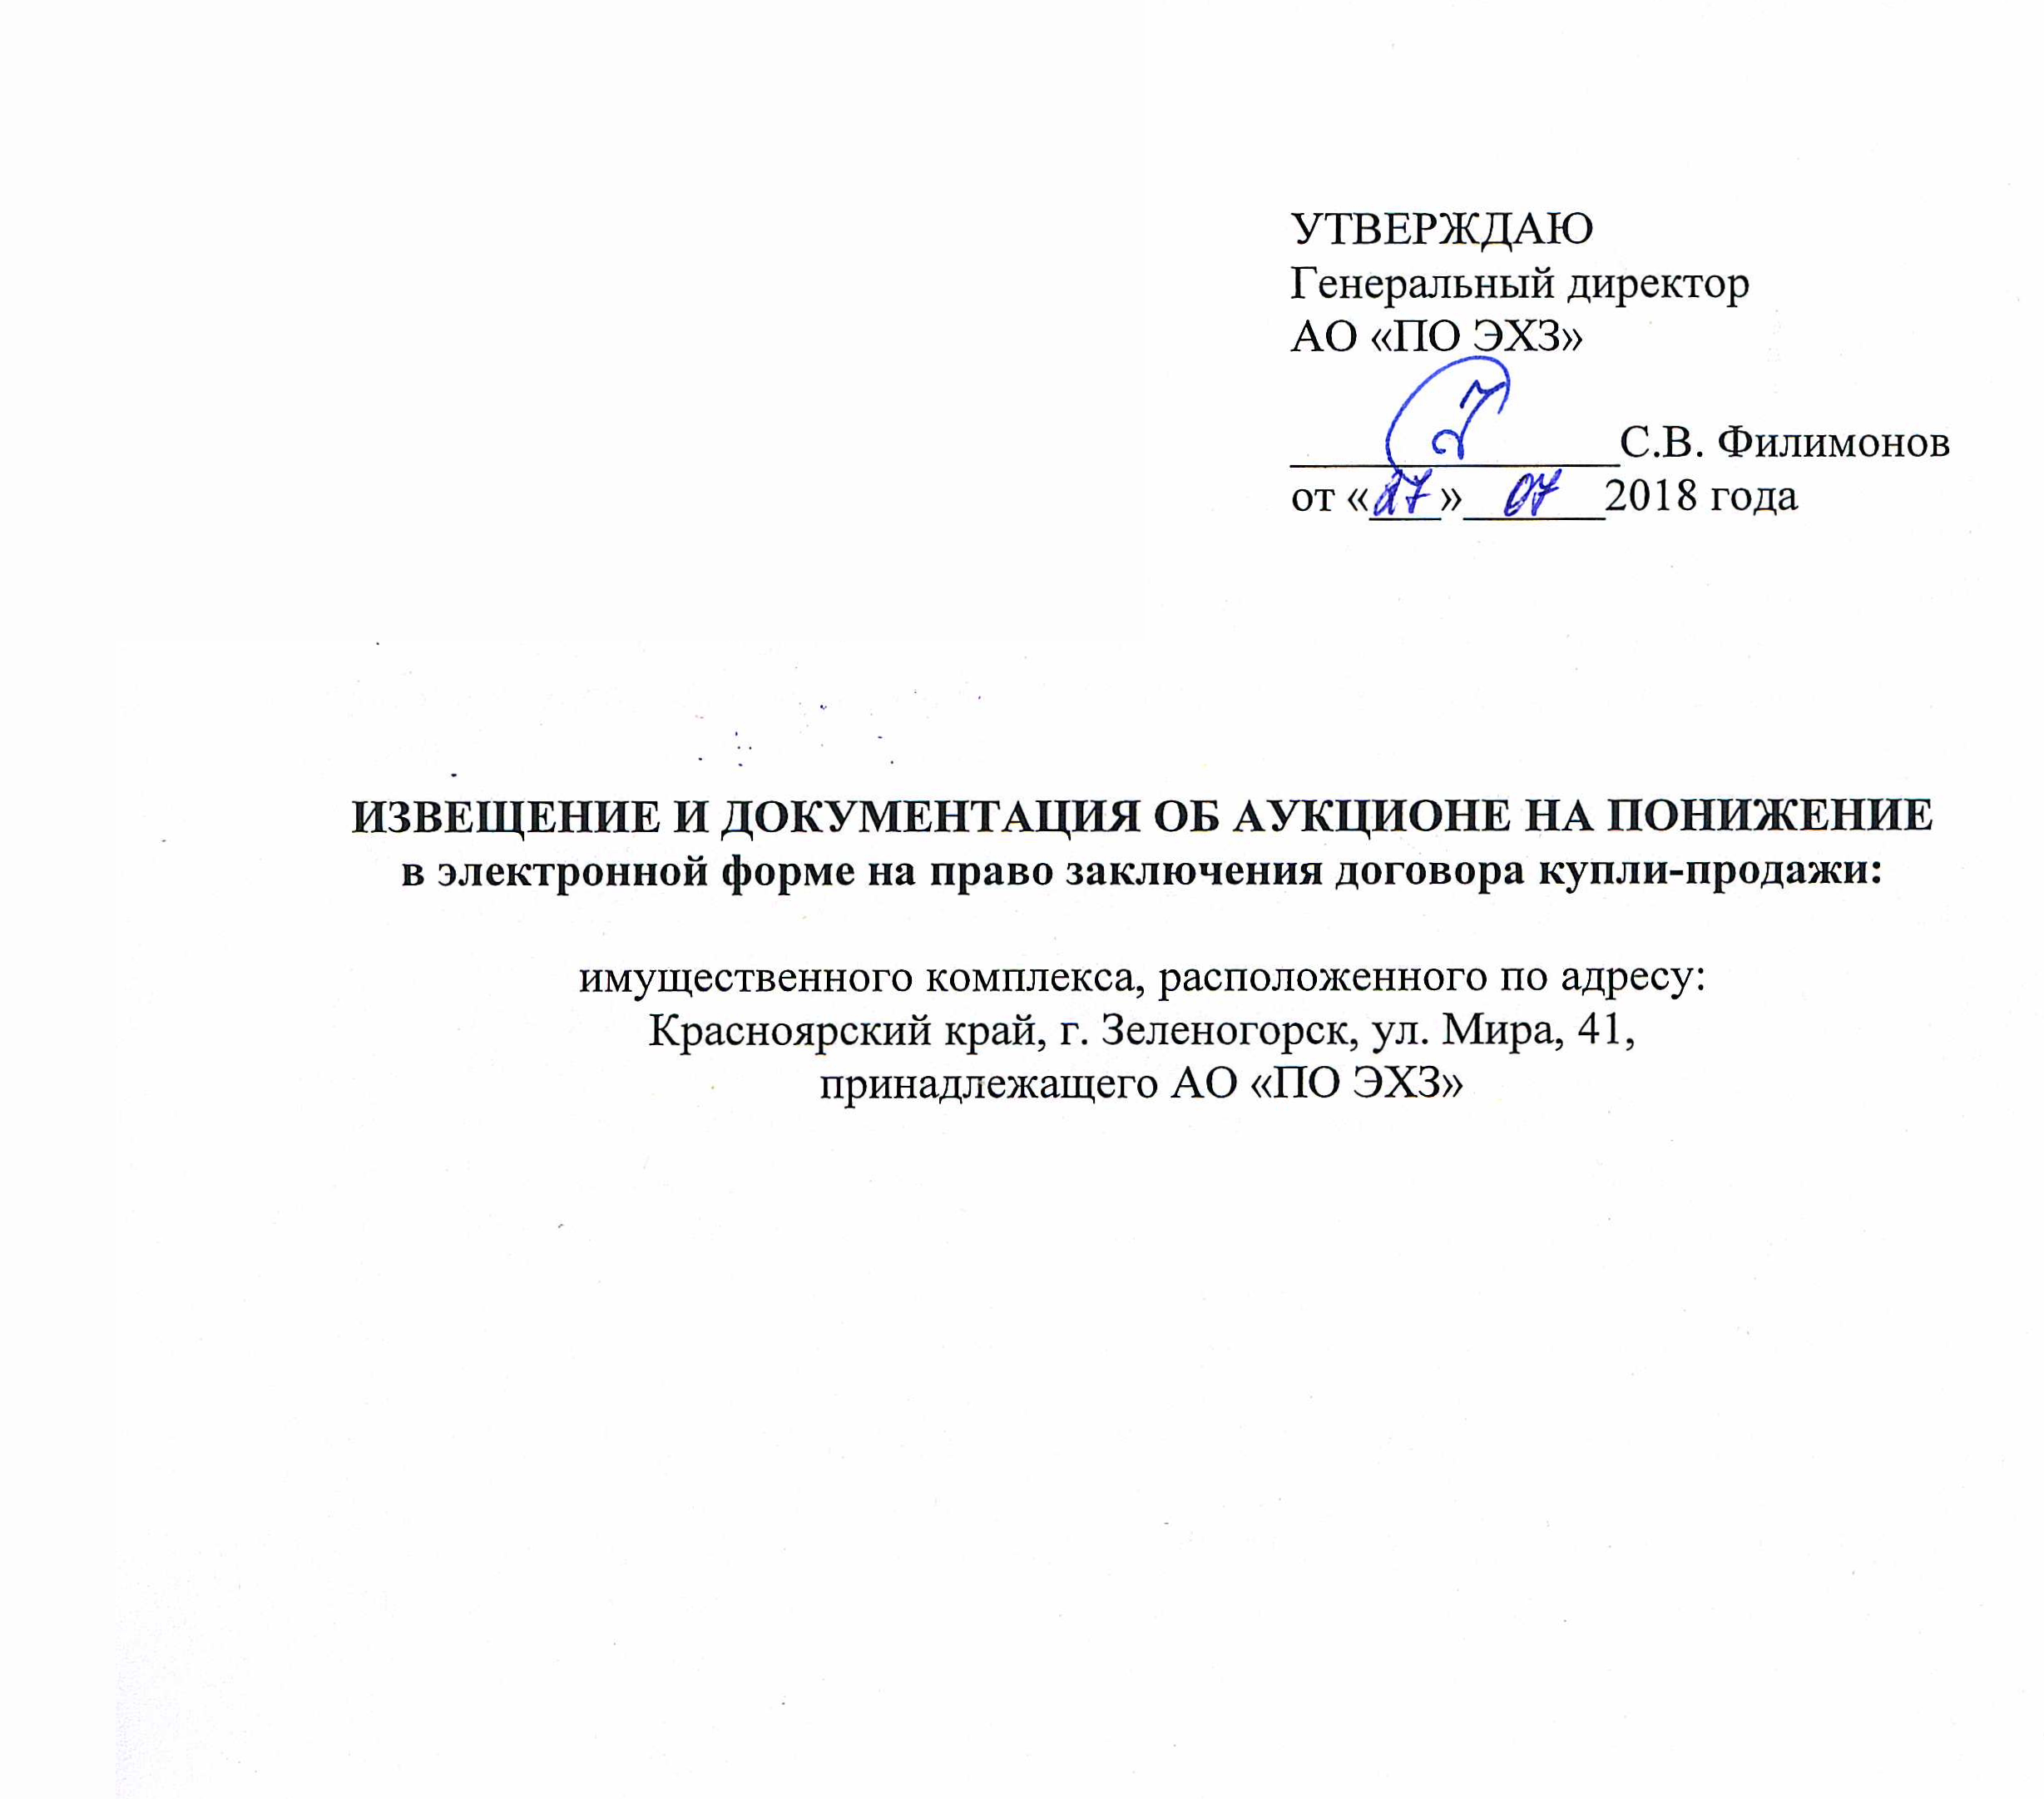 УТВЕРЖДАЮ
Генеральный директор
АО «ПО ЭХЗ»
С.В. Филимонов
от «27» 07 2018 года
ИЗВЕЩЕНИЕ И ДОКУМЕНТАЦИЯ ОБ АУКЦИОНЕ НА ПОНИЖЕНИЕ
в электронной форме на право заключения договора купли-продажи:
имущественного комплекса, расположенного по адресу:
Красноярский край, г. Зеленогорск, ул. Мира, 41,
принадлежащего АО «ПО ЭХЗ»